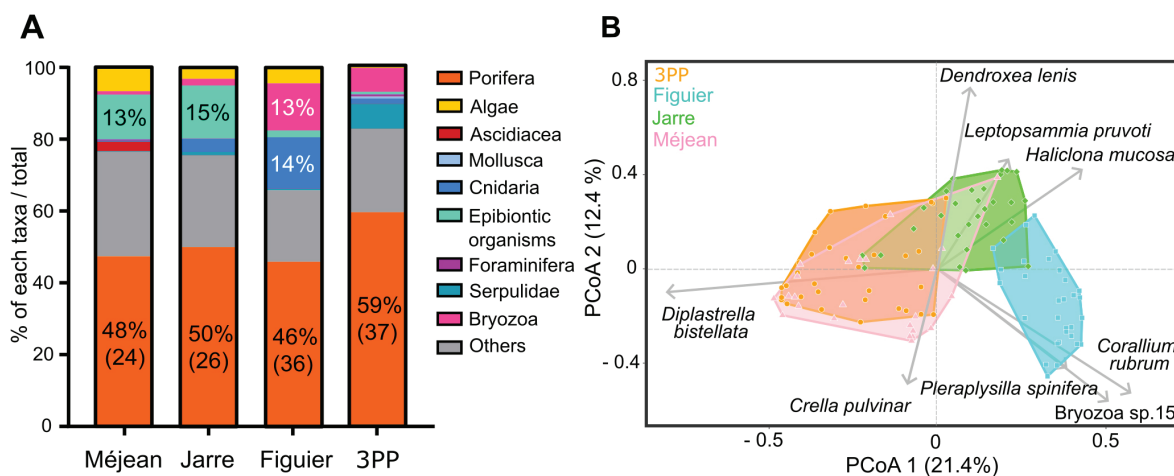 A
% of each taxa / total
100
80
60
40
20
0
13%
48%
(24)
15%
50%
(26)
13%
14%
46%
(36)
59%
(37)
Méjean
Jarre
Figuier
3PP
Porifera
Algae
Ascidiacea
Mollusca
Cnidaria
Epibiontic
organisms
Foraminifera
Serpulidae
Bryozoa
Others
B
PCoA 2 (12.4 %)
0.8
0.4
0
- 0.4
3PP
Figuier
Jarre
Méjean
Dendroxea lenis
Leptopsammia pruvoti
Haliclona mucosa
Diplastrella
bistellata
Crella pulvinar
Pleraplysilla spinifera
Corallium
rubrum
Bryozoa sp.15
- 0.5
0
0.5
PCoA 1 (21.4%)